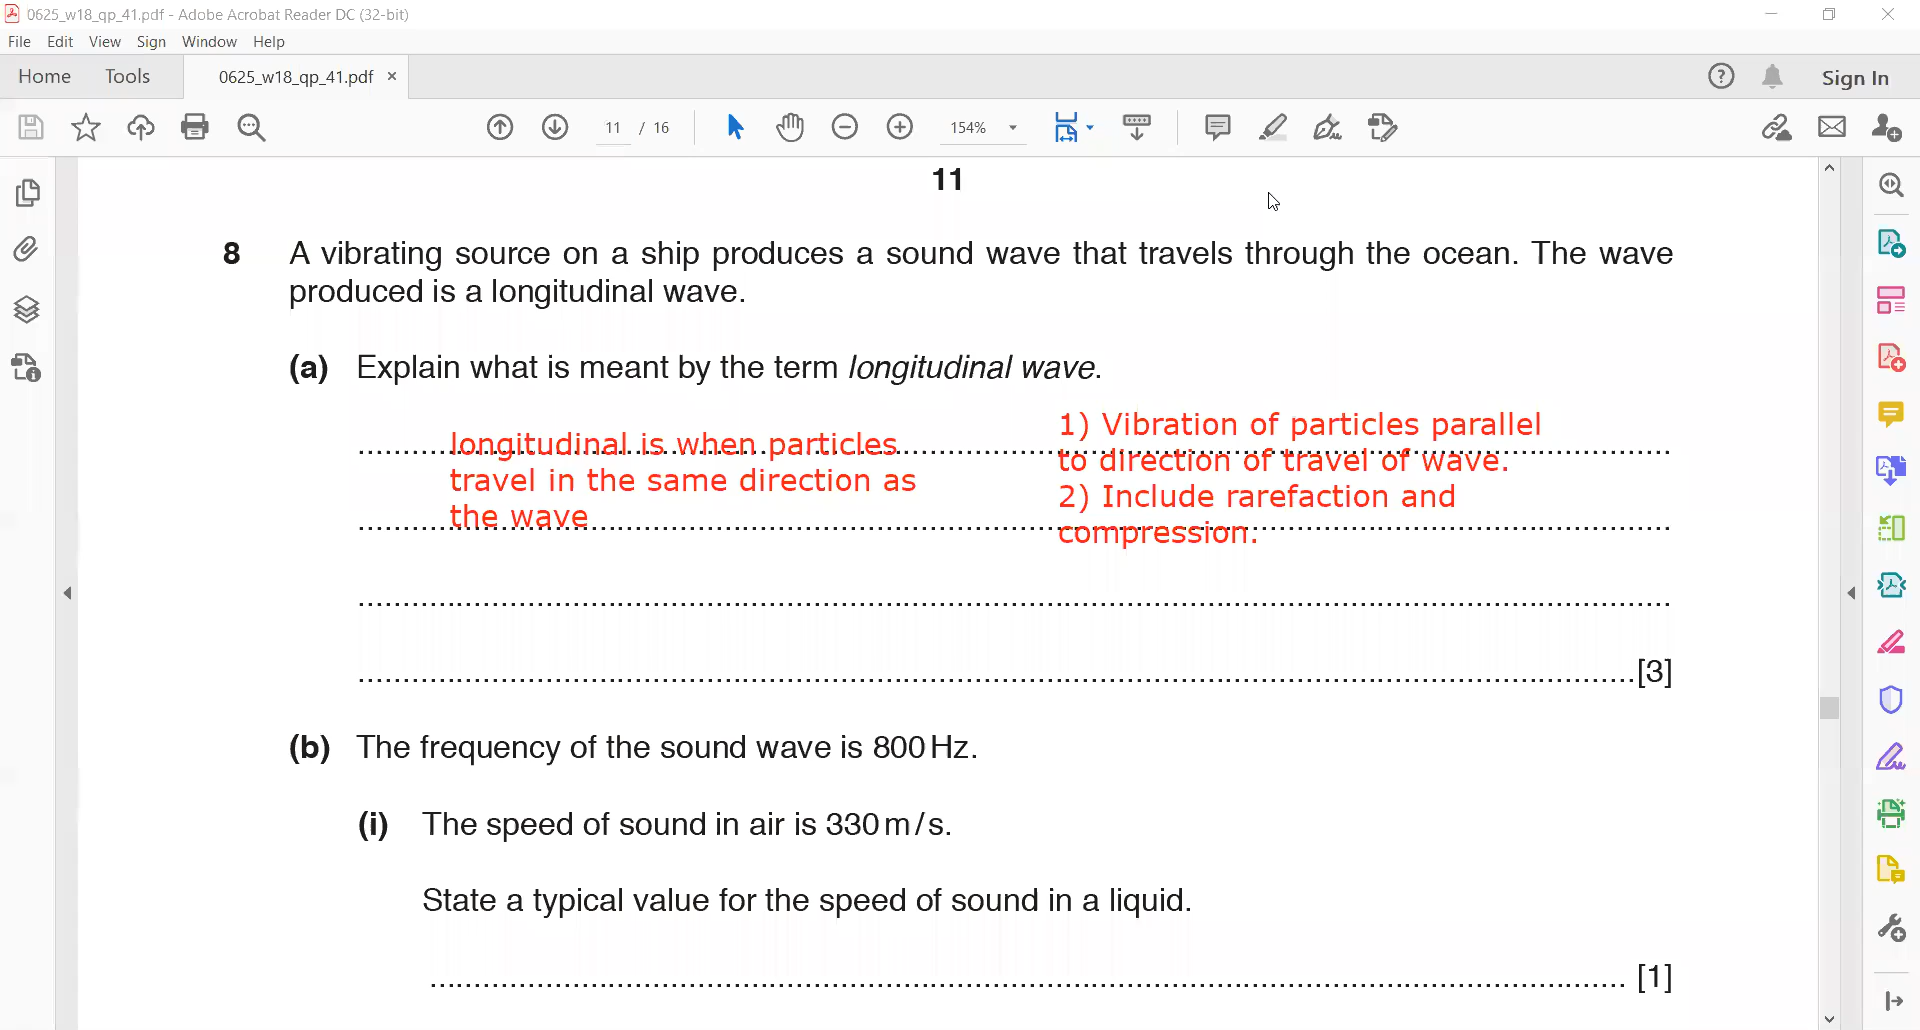 0625_w18_qp_41.pdf - Adobe Acrobat Reader DC (32-bit)
File Edit View Sign Window Help
Home Tools 0625_w18_qp_41.pdf × Sign In
11 / 16 154%
11
8 A vibrating source on a ship produces a sound wave that travels through the ocean. The wave
produced is a longitudinal wave.
(a) Explain what is meant by the term longitudinal wave.
longitudinal is when particles
travel in the same direction as
the wave
1) Vibration of particles parallel
to direction of travel of wave.
2) Include rarefaction and
compression.
[3]
(b) The frequency of the sound wave is 800 Hz.
(i) The speed of sound in air is 330 m/s.
State a typical value for the speed of sound in a liquid.
[1]